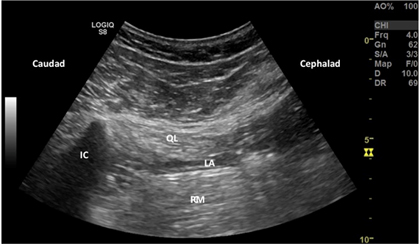 LOGIQ
S8
Caudad
Cephalad
QL
IC
LA
RM
AO% 100
CHI
Frq 4.0
Gn 62
S/A 3/3
Map F/0
D 10.0
DR 69
0
5
10